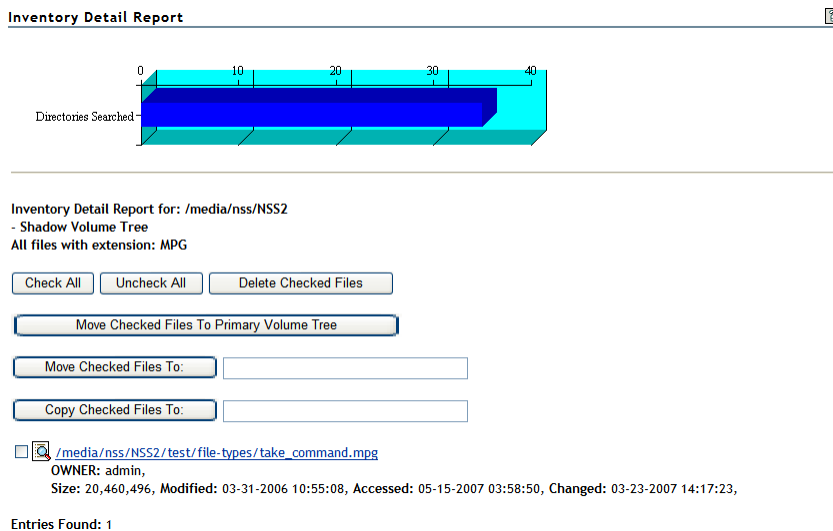 Inventory Detail Report
0 10 20 30 40
Directories Searched
Inventory Detail Report for: /media/nss/NSS2
- Shadow Volume Tree
All files with extension: MPG
Check All Uncheck All Delete Checked Files
Move Checked Files To Primary Volume Tree
Move Checked Files To:
Copy Checked Files To:
/media/nss/NSS2/test/file-types/take_command.mpg
OWNER: admin,
Size: 20,460,496, Modified: 03-31-2006 10:55:08, Accessed: 05-15-2007 03:58:50, Changed: 03-23-2007 14:17:23,
Entries Found: 1